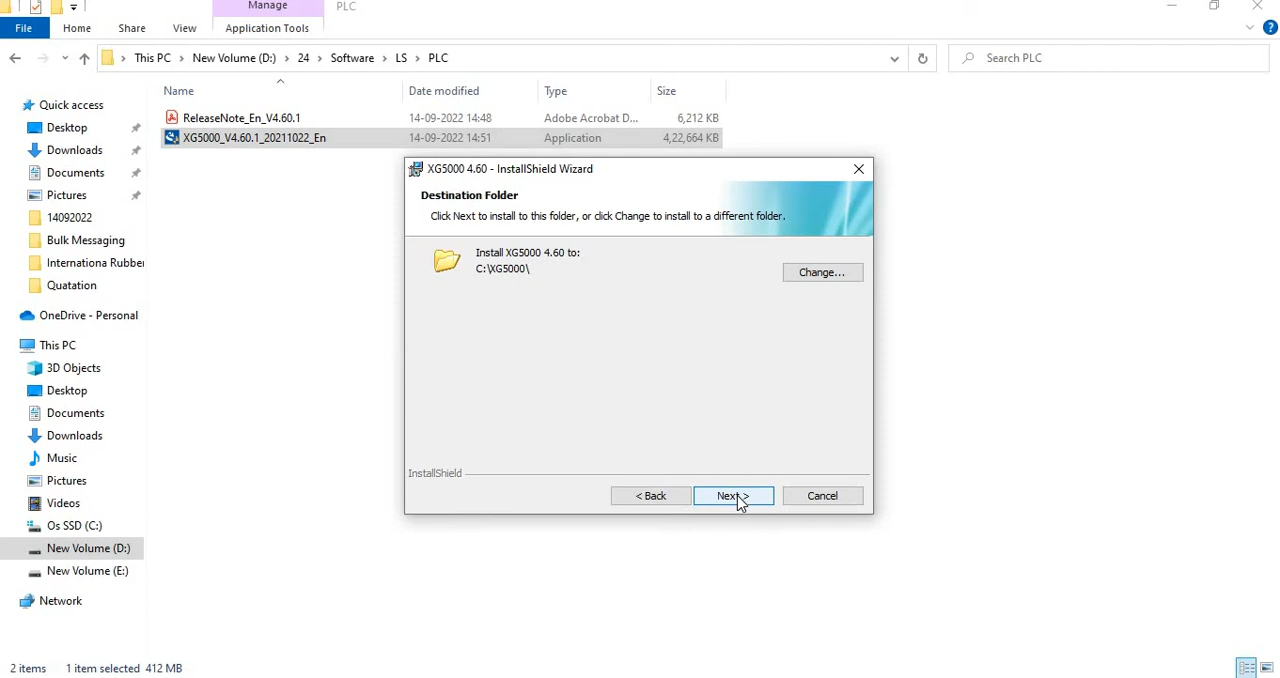 Manage
PLC
File
Home
Share
View
Application Tools
This PC > New Volume (D:) > 24 > Software > LS > PLC
Search PLC
Name
Date modified
Type
Size
ReleaseNote_En_V4.60.1
14-09-2022 14:48
Adobe Acrobat D...
6,212 KB
XG5000_V4.60.1_20211022_En
14-09-2022 14:51
Application
4,22,664 KB
Quick access
Desktop
Downloads
Documents
Pictures
14092022
Bulk Messaging
Internationa Rubber
Quatation
OneDrive - Personal
This PC
3D Objects
Desktop
Documents
Downloads
Music
Pictures
Videos
Os SSD (C:)
New Volume (D:)
New Volume (E:)
Network
XG5000 4.60 - InstallShield Wizard
Destination Folder
Click Next to install to this folder, or click Change to install to a different folder.
Install XG5000 4.60 to:
C:\XG5000\
Change...
InstallShield
< Back
Next >
Cancel
2 items
1 item selected 412 MB